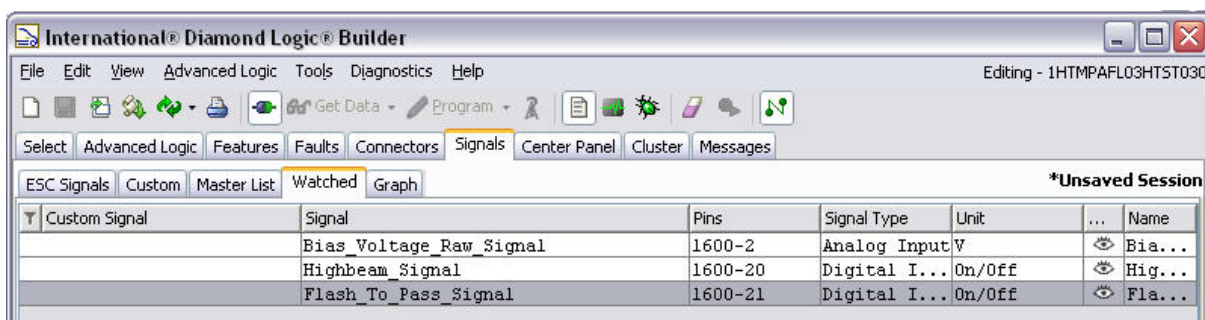 International® Diamond Logic® Builder
File Edit View Advanced Logic Tools Diagnostics Help Editing - 1HTMPAFL03HTST030
Get Data Program
Select Advanced Logic Features Faults Connectors Signals Center Panel Cluster Messages
ESC Signals Custom Master List Watched Graph *Unsaved Session
Custom Signal Signal Pins Signal Type Unit ... Name
Bias_Voltage_Raw_Signal 1600-2 Analog Input V Bia...
Highbeam_Signal 1600-20 Digital I... On/Off Hig...
Flash_To_Pass_Signal 1600-21 Digital I... On/Off Fla...